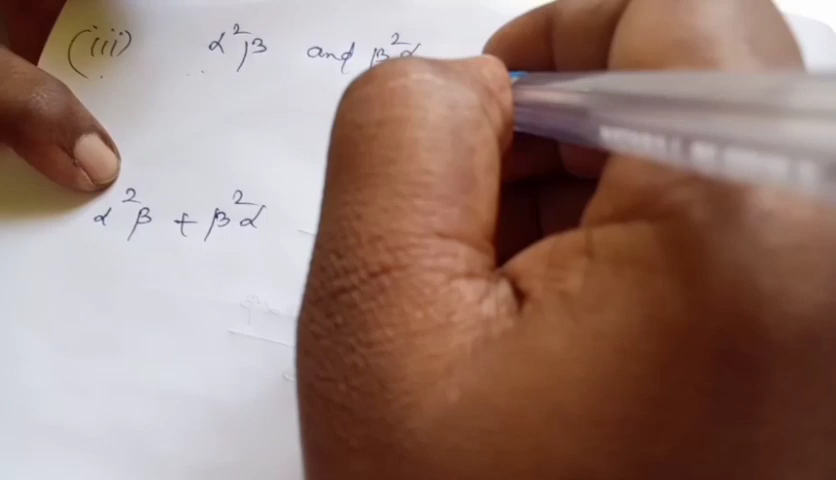 (iii) α²β and β²α
α²β + β²α